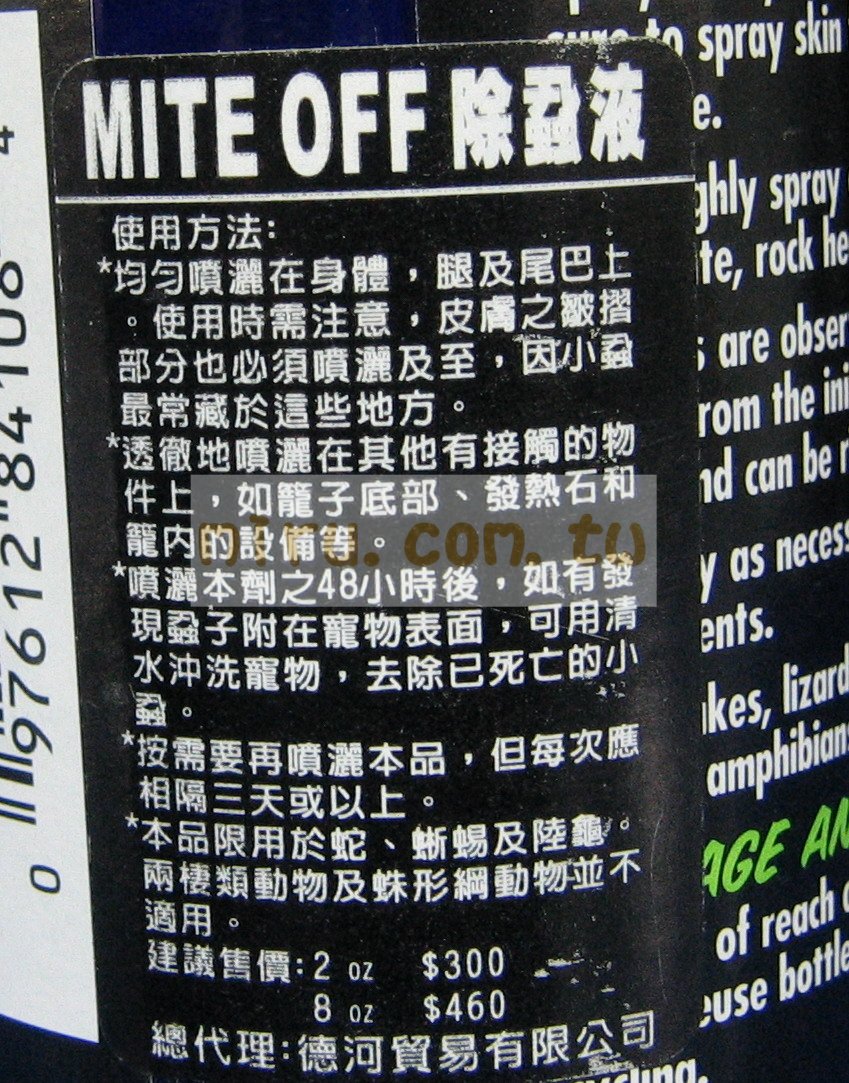 MITE OFF 除蝨液
使用方法:
*均勻噴灑在身體，腿及尾巴上
。使用時需注意，皮膚之皺摺
部分也必須噴灑及至，因小蝨
最常藏於這些地方。
*透徹地噴灑在其他有接觸的物
件上，如籠子底部、發熱石和
籠內的設備等。
*噴灑本劑之48小時後，如有發
現蝨子附在寵物表面，可用清
水沖洗寵物，去除已死亡的小
蝨。
*按需要再噴灑本品，但每次應
相隔三天或以上。
*本品限用於蛇、蜥蜴及陸龜。
兩棲類動物及蛛形綱動物並不
適用。
建議售價:2 oz $300
8 oz $460
總代理:德河貿易有限公司
to spray skin
e.
ghly spray
te, rock he
s are obser
rom the ini
nd can be r
y as necess
ents.
kes, lizard
amphibian
AGE AN
of reach
euse bottle
ycling.
0 97612"84108 4
miru.com.tw